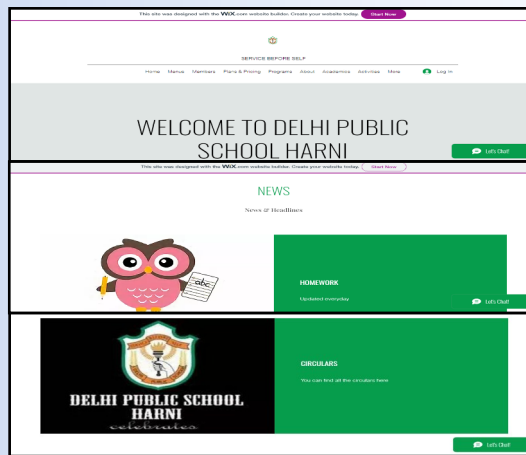 This site was designed with the WiX.com website builder. Create your website today. Start Now
SERVICE BEFORE SELF
Home Menus Members Plans & Pricing Programs About Academics Activities More Log In
WELCOME TO DELHI PUBLIC
SCHOOL HARNI
Let's Chat!
This site was designed with the WiX.com website builder. Create your website today. Start Now
NEWS
News & Headlines
abc
HOMEWORK
Updated everyday
Let's Chat!
DELHI PUBLIC SCHOOL
HARNI
celebrates
CIRCULARS
You can find all the circulars here
Let's Chat!